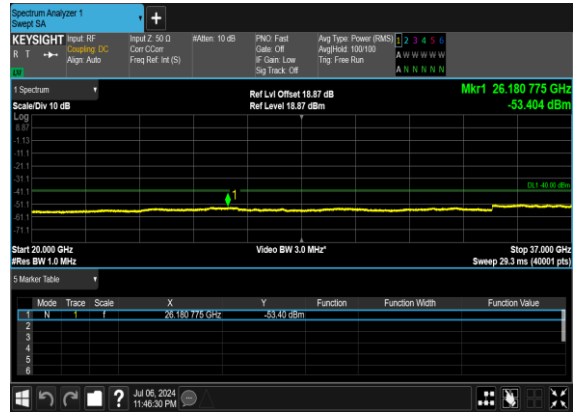 Spectrum Analyzer 1
Swept SA
KEYSIGHT
R T
Input: RF
Coupling: DC
Align: Auto
Input Z: 50 Ω
Corr CCorr
Freq Ref: Int (S)
#Atten: 10 dB
PNO: Fast
Gate: Off
IF Gain: Low
Sig Track: Off
Avg Type: Power (RMS)
Avg|Hold: 100/100
Trig: Free Run
1 2 3 4 5 6
A W W W W W
A N N N N N
1 Spectrum
Scale/Div 10 dB
Ref Lvl Offset 18.87 dB
Ref Level 18.87 dBm
Mkr1 26.180 775 GHz
-53.404 dBm
Log
8.87
-1.13
-11.1
-21.1
-31.1
-41.1
-51.1
-61.1
-71.1
1
DL1 -40.00 dBm
Start 20.000 GHz
#Res BW 1.0 MHz
Video BW 3.0 MHz*
Stop 37.000 GHz
Sweep 29.3 ms (40001 pts)
5 Marker Table
Mode Trace Scale X Y Function Function Width Function Value
1 N 1 f 26.180 775 GHz -53.40 dBm
2
3
4
5
6
?
Jul 06, 2024
11:46:30 PM